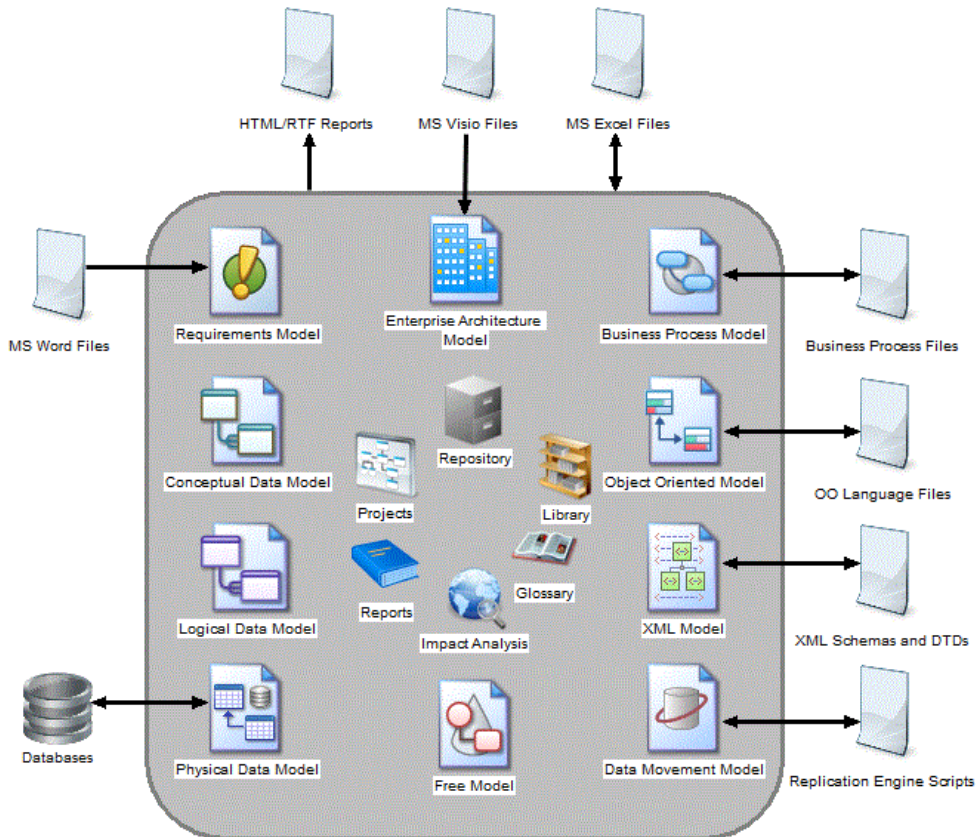 HTML/RTF Reports
MS Visio Files
MS Excel Files
MS Word Files
Requirements Model
Enterprise Architecture
Model
Business Process Model
Business Process Files
Conceptual Data Model
Repository
Projects
Library
Object Oriented Model
OO Language Files
Logical Data Model
Reports
Glossary
Impact Analysis
XML Model
XML Schemas and DTDs
Databases
Physical Data Model
Free Model
Data Movement Model
Replication Engine Scripts